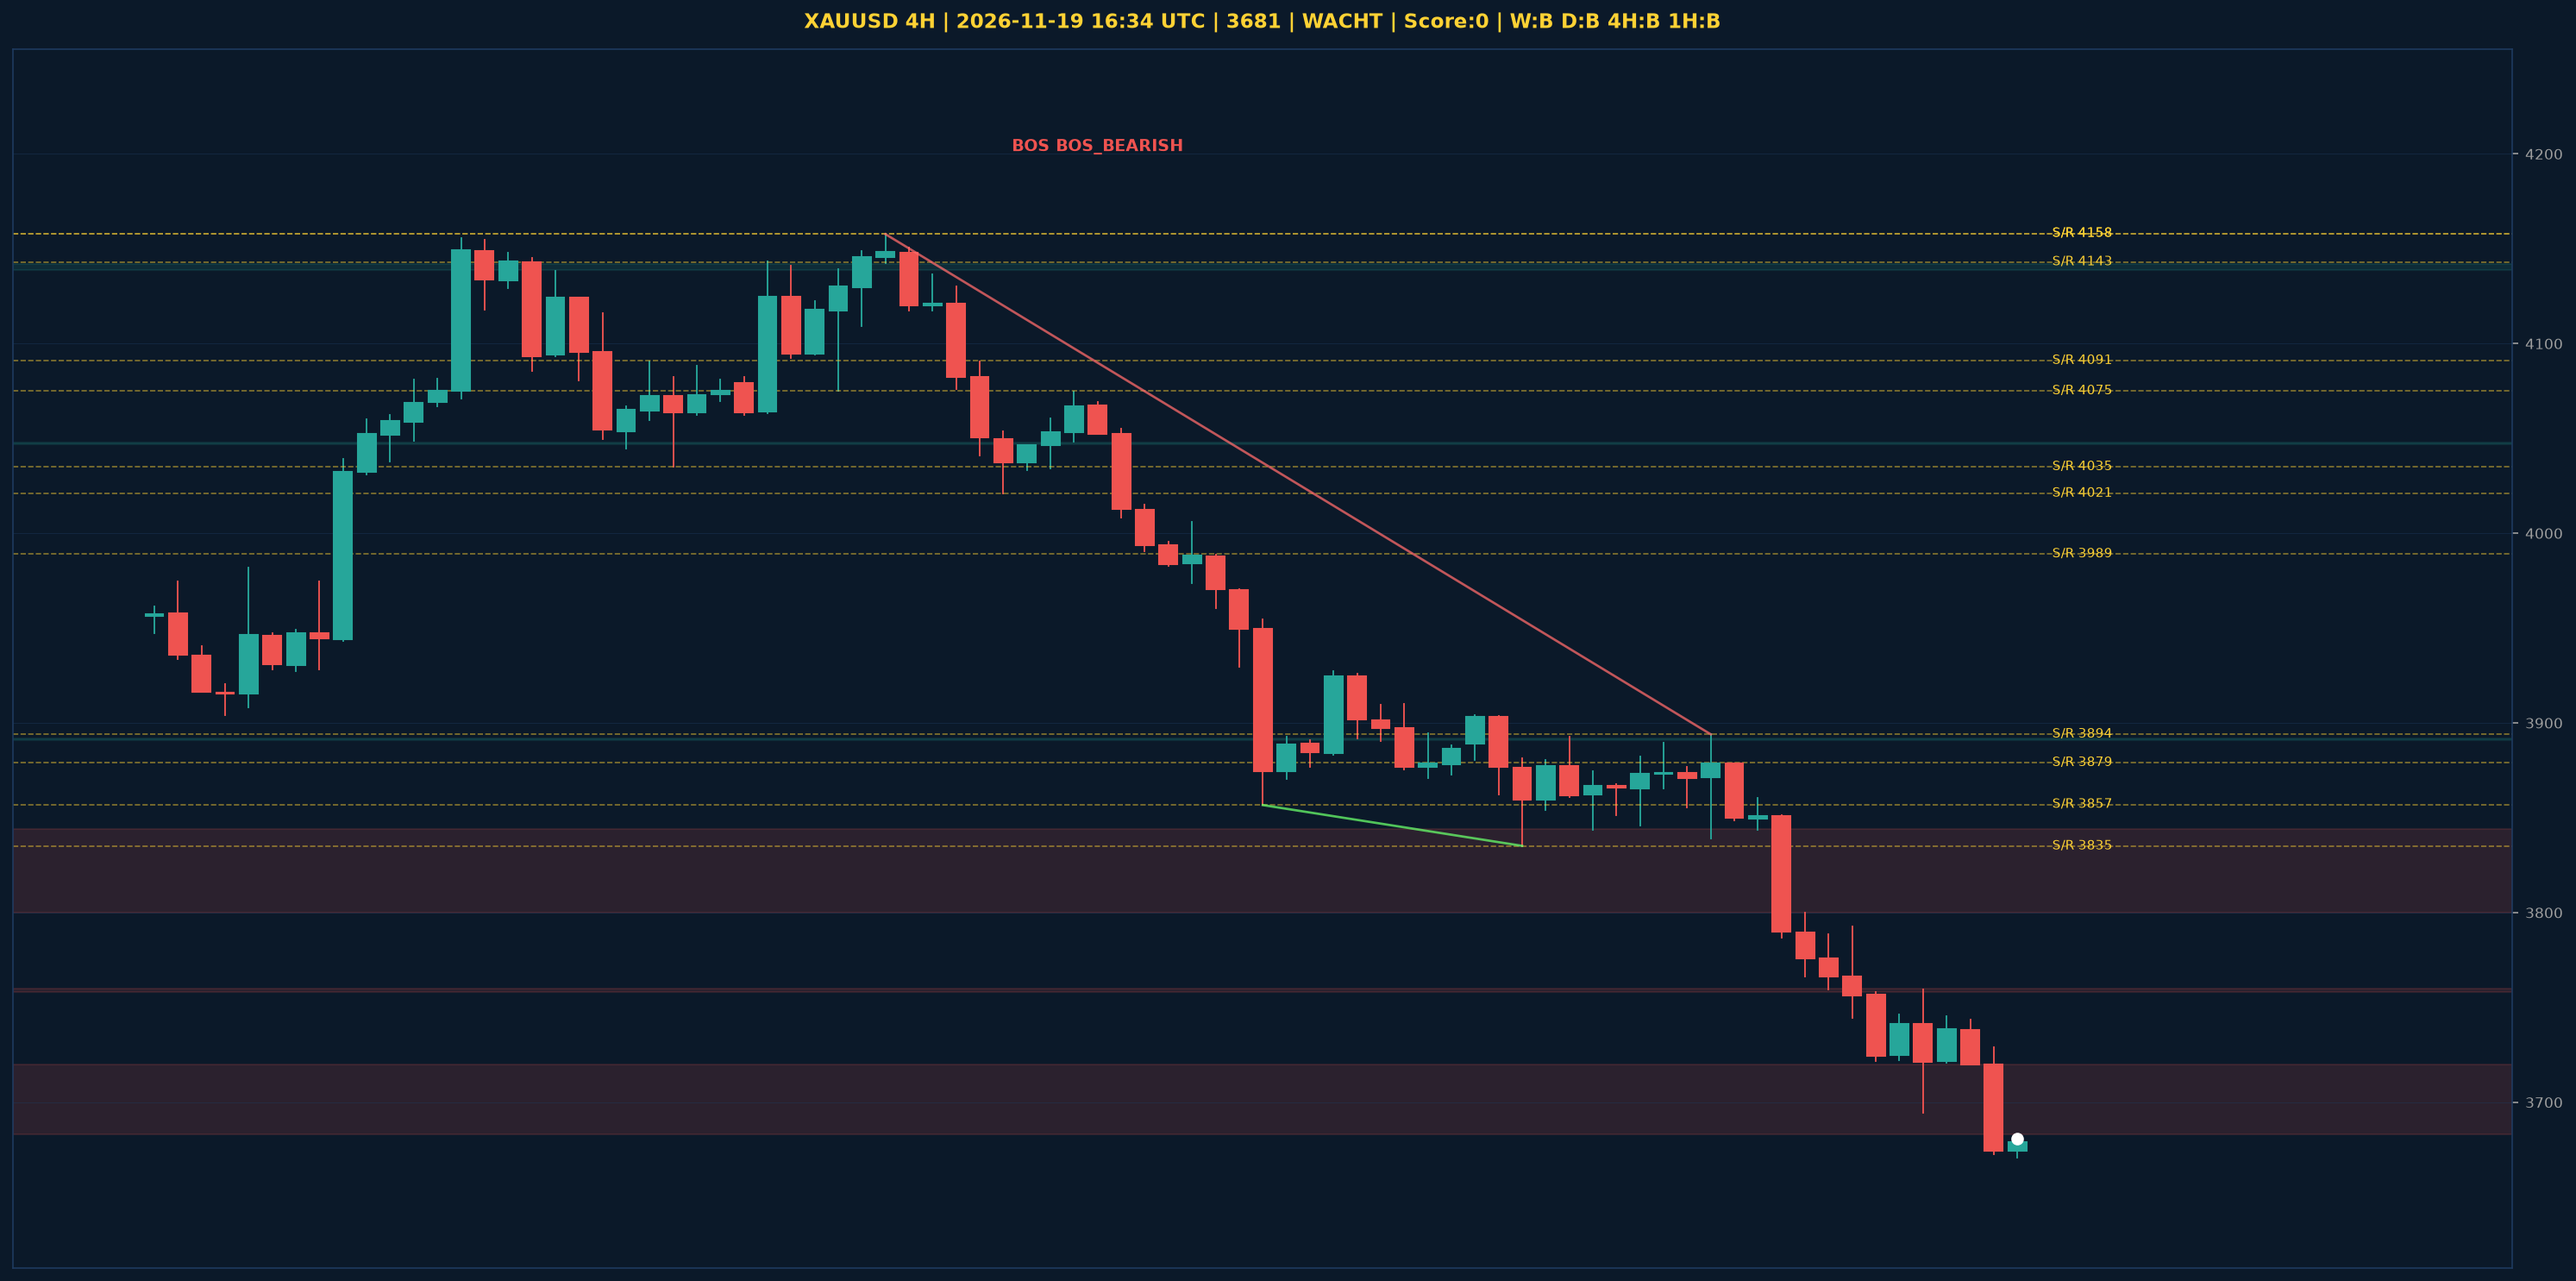 XAUUSD 4H | 2026-11-19 16:34 UTC | 3681 | WACHT | Score:0 | W:B D:B 4H:B 1H:B
BOS BOS_BEARISH
4200
S/R 4158
S/R 4143
S/R 4091
4100
S/R 4075
S/R 4035
S/R 4021
4000
S/R 3989
3900
S/R 3894
S/R 3879
S/R 3857
S/R 3835
3800
3700